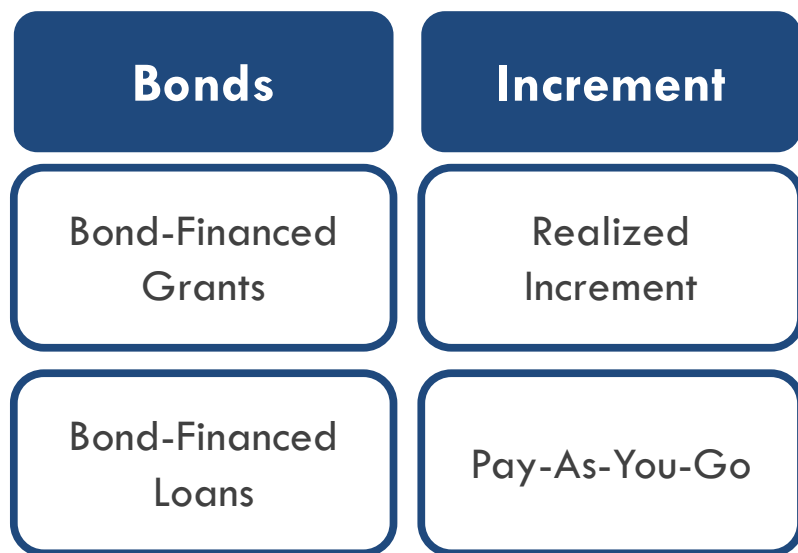 Bonds
Increment
Bond-Financed
Grants
Realized
Increment
Bond-Financed
Loans
Pay-As-You-Go